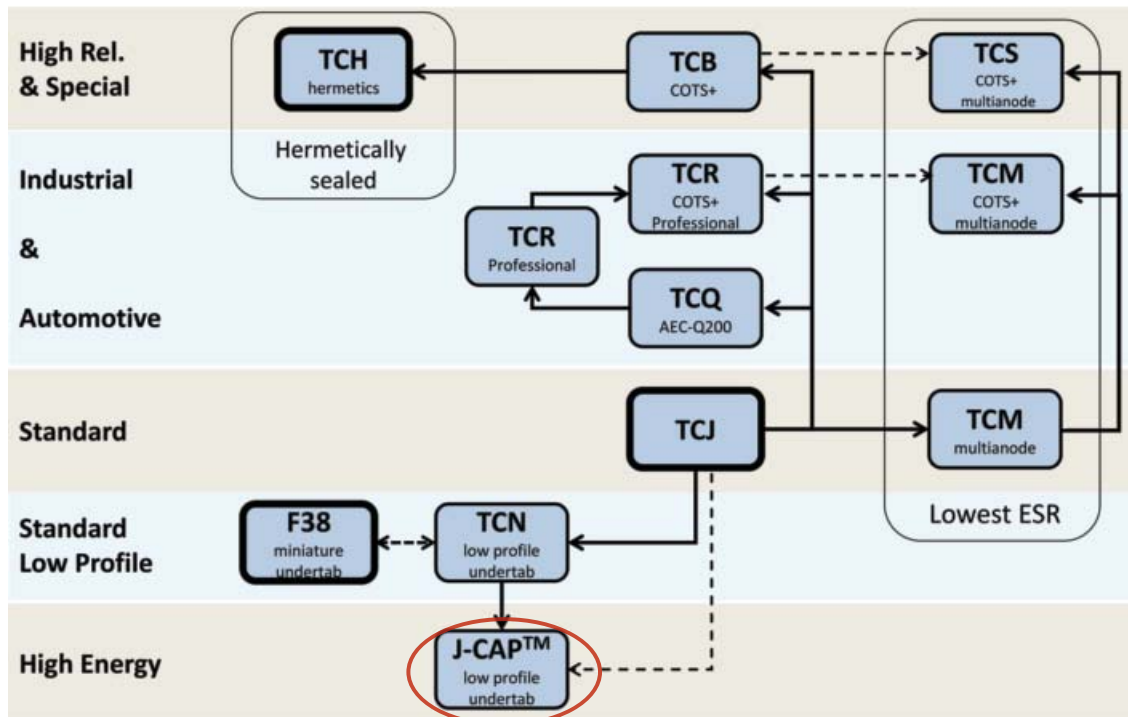 High Rel.
& Special
TCH
hermetics
Hermetically
sealed
TCB
COTS+
TCS
COTS+
multianode
Industrial
&
Automotive
TCR
COTS+
Professional
TCM
COTS+
multianode
TCR
Professional
TCQ
AEC-Q200
Standard
TCJ
TCM
multianode
Lowest ESR
Standard
Low Profile
F38
miniature
undertab
TCN
low profile
undertab
High Energy
J-CAP™
low profile
undertab